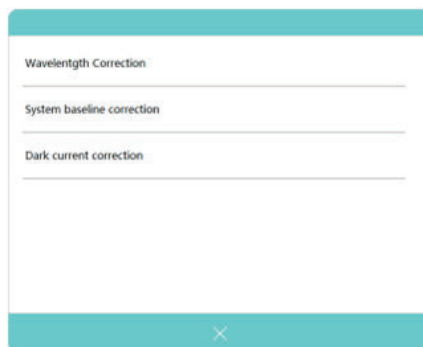 Wavelentgth Correction
System baseline correction
Dark current correction